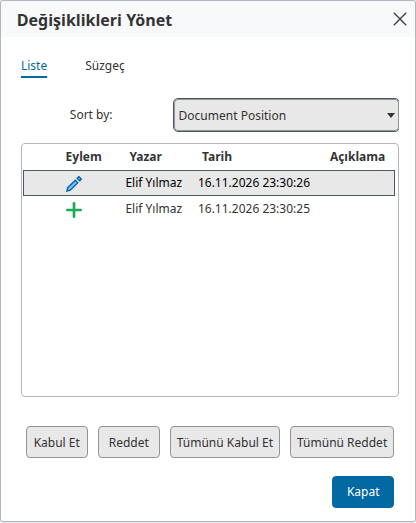 Değişiklikleri Yönet
Liste Süzgeç
Sort by: Document Position
Eylem Yazar Tarih Açıklama
Elif Yılmaz 16.11.2026 23:30:26
Elif Yılmaz 16.11.2026 23:30:25
Kabul Et Reddet Tümünü Kabul Et Tümünü Reddet
Kapat